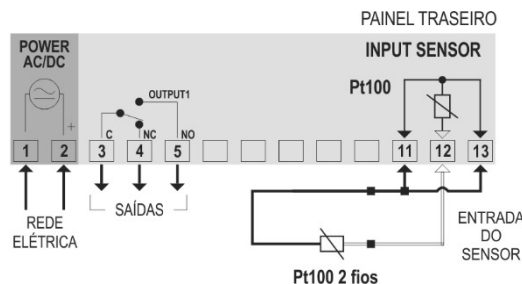 PAINEL TRASEIRO
POWER
AC/DC
INPUT SENSOR
Pt100
OUTPUT1
C
NC
NO
+
1
2
3
4
5
11
12
13
REDE
ELÉTRICA
SAÍDAS
ENTRADA
DO
SENSOR
Pt100 2 fios